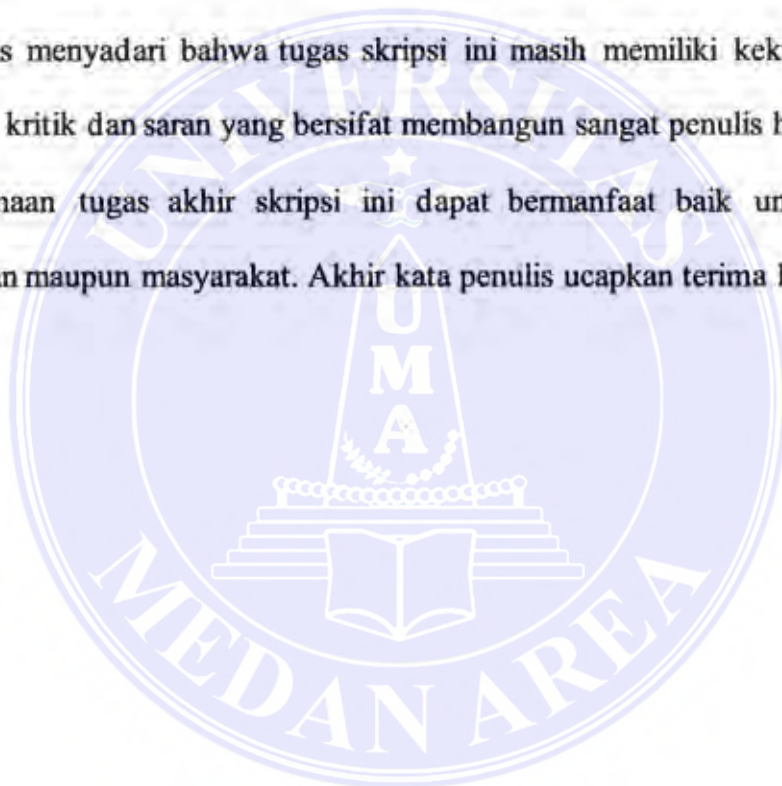 s menyadari bahwa tugas skripsi ini masih memiliki kek
kritik dan saran yang bersifat membangun sangat penulis h
naan tugas akhir skripsi ini dapat bermanfaat baik un
n maupun masyarakat. Akhir kata penulis ucapkan terima
UNIVERSITAS
UMA
MEDAN AREA